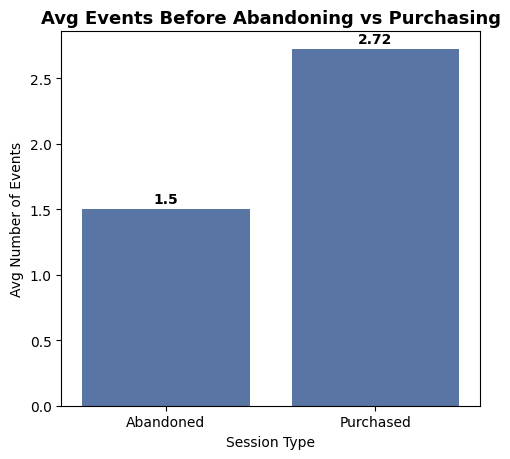 Avg Events Before Abandoning vs Purchasing
2.72
2.5
2.0
1.5
1.5
1.0
0.5
0.0
Avg Number of Events
Abandoned
Purchased
Session Type